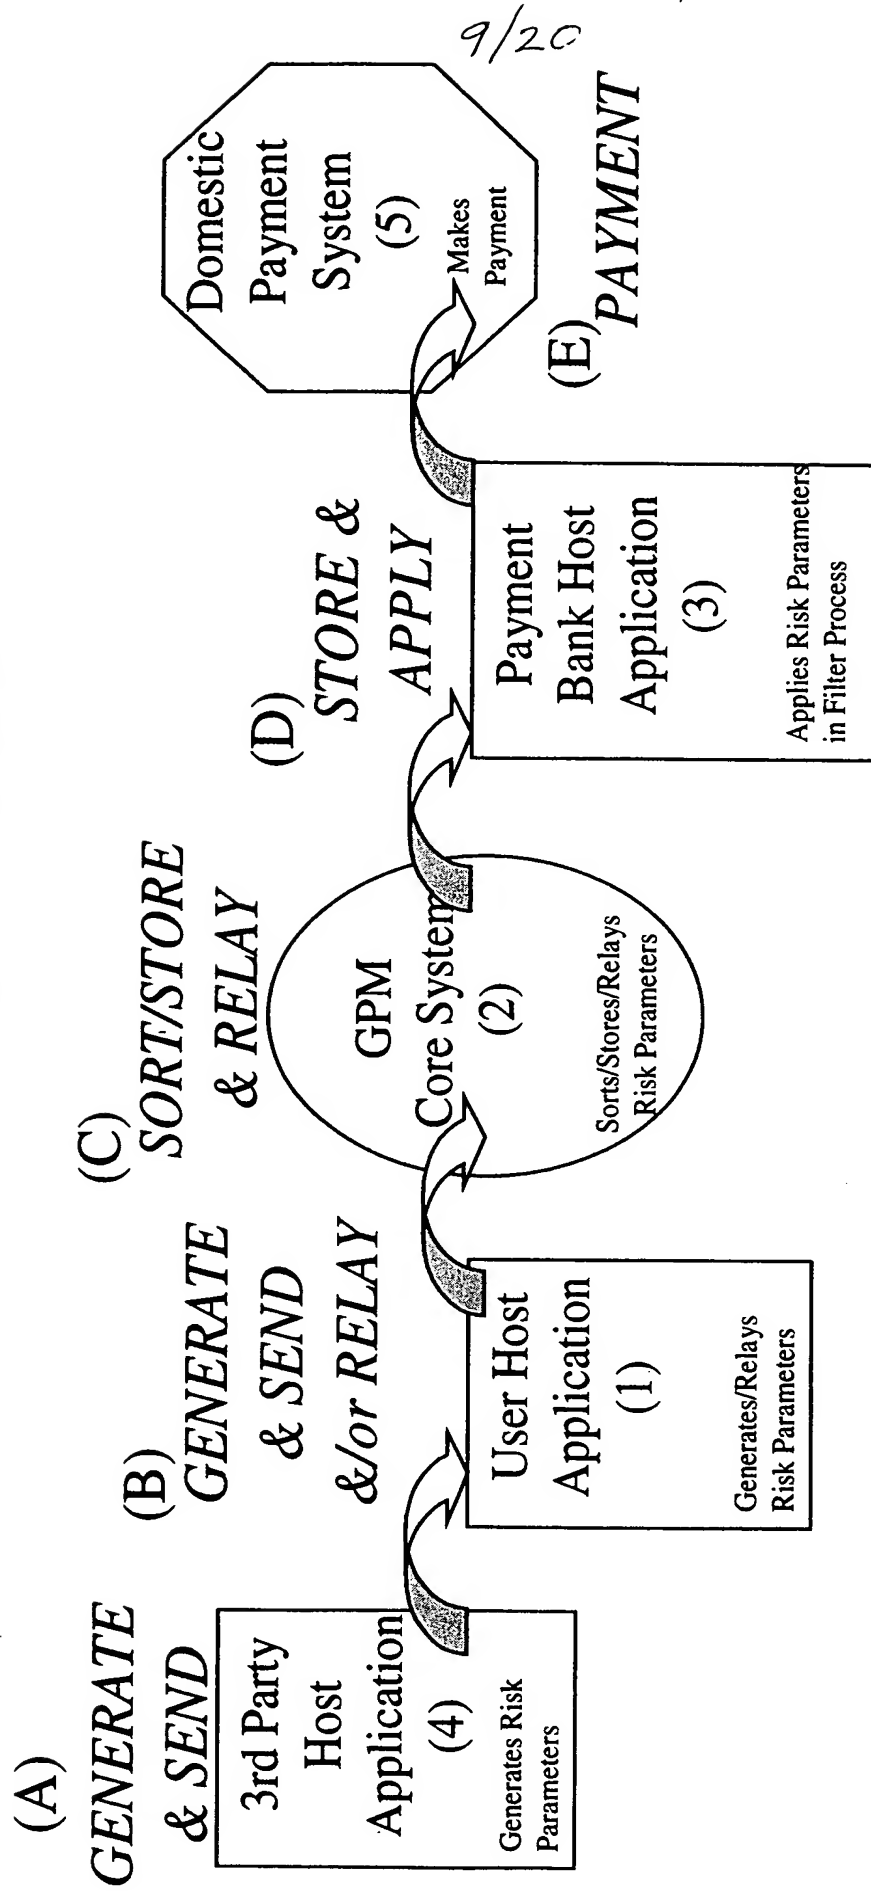 9/20
(A)
GENERATE
& SEND
3rd Party
Host
Application
(4)
Generates Risk
Parameters
(B)
GENERATE
& SEND
&/or RELAY
User Host
Application
(1)
Generates/Relays
Risk Parameters
(C)
SORT/STORE
& RELAY
GPM
Core System
(2)
Sorts/Stores/Relays
Risk Parameters
(D)
STORE &
APPLY
Payment
Bank Host
Application
(3)
Applies Risk Parameters
in Filter Process
Domestic
Payment
System
(5)
Makes
Payment
(E)
PAYMENT